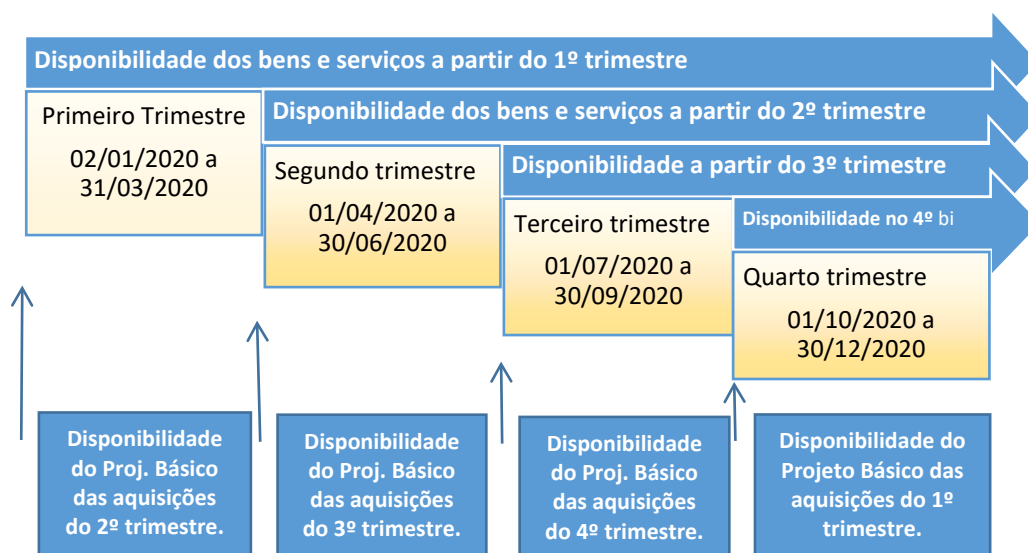 Disponibilidade dos bens e serviços a partir do 1º trimestre
Primeiro Trimestre
02/01/2020 a
31/03/2020
Disponibilidade dos bens e serviços a partir do 2º trimestre
Segundo trimestre
01/04/2020 a
30/06/2020
Disponibilidade a partir do 3º trimestre
Terceiro trimestre
01/07/2020 a
30/09/2020
Disponibilidade no 4º bi
Quarto trimestre
01/10/2020 a
30/12/2020
Disponibilidade
do Proj. Básico
das aquisições
do 2º trimestre.
Disponibilidade
do Proj. Básico
das aquisições
do 3º trimestre.
Disponibilidade
do Proj. Básico
das aquisições
do 4º trimestre.
Disponibilidade do
Projeto Básico das
aquisições do 1º
trimestre.